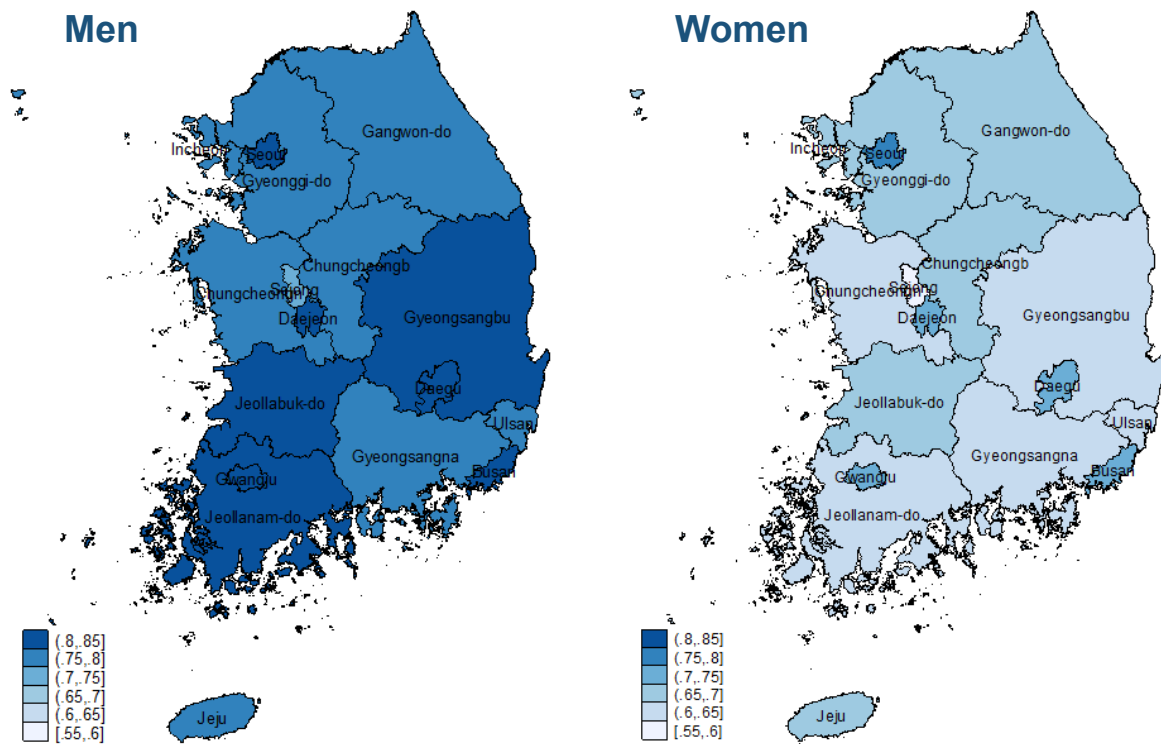 Men
Gangwon-do
Incheon
Seoul
Gyeonggi-do
Chungcheongb
Sejong
Chungcheongn
Daejeon
Gyeongsangbu
Daegu
Jeollabuk-do
Ulsan
Gyeongsangna
Busan
Gwangju
Jeollanam-do
(.8,.85]
(.75,.8]
(.7,.75]
(.65,.7]
(.6,.65]
[.55,.6]
Jeju
Women
Gangwon-do
Incheon
Seoul
Gyeonggi-do
Chungcheongb
Sejong
Chungcheongn
Daejeon
Gyeongsangbu
Daegu
Jeollabuk-do
Ulsan
Gyeongsangna
Busan
Gwangju
Jeollanam-do
(.8,.85]
(.75,.8]
(.7,.75]
(.65,.7]
(.6,.65]
[.55,.6]
Jeju